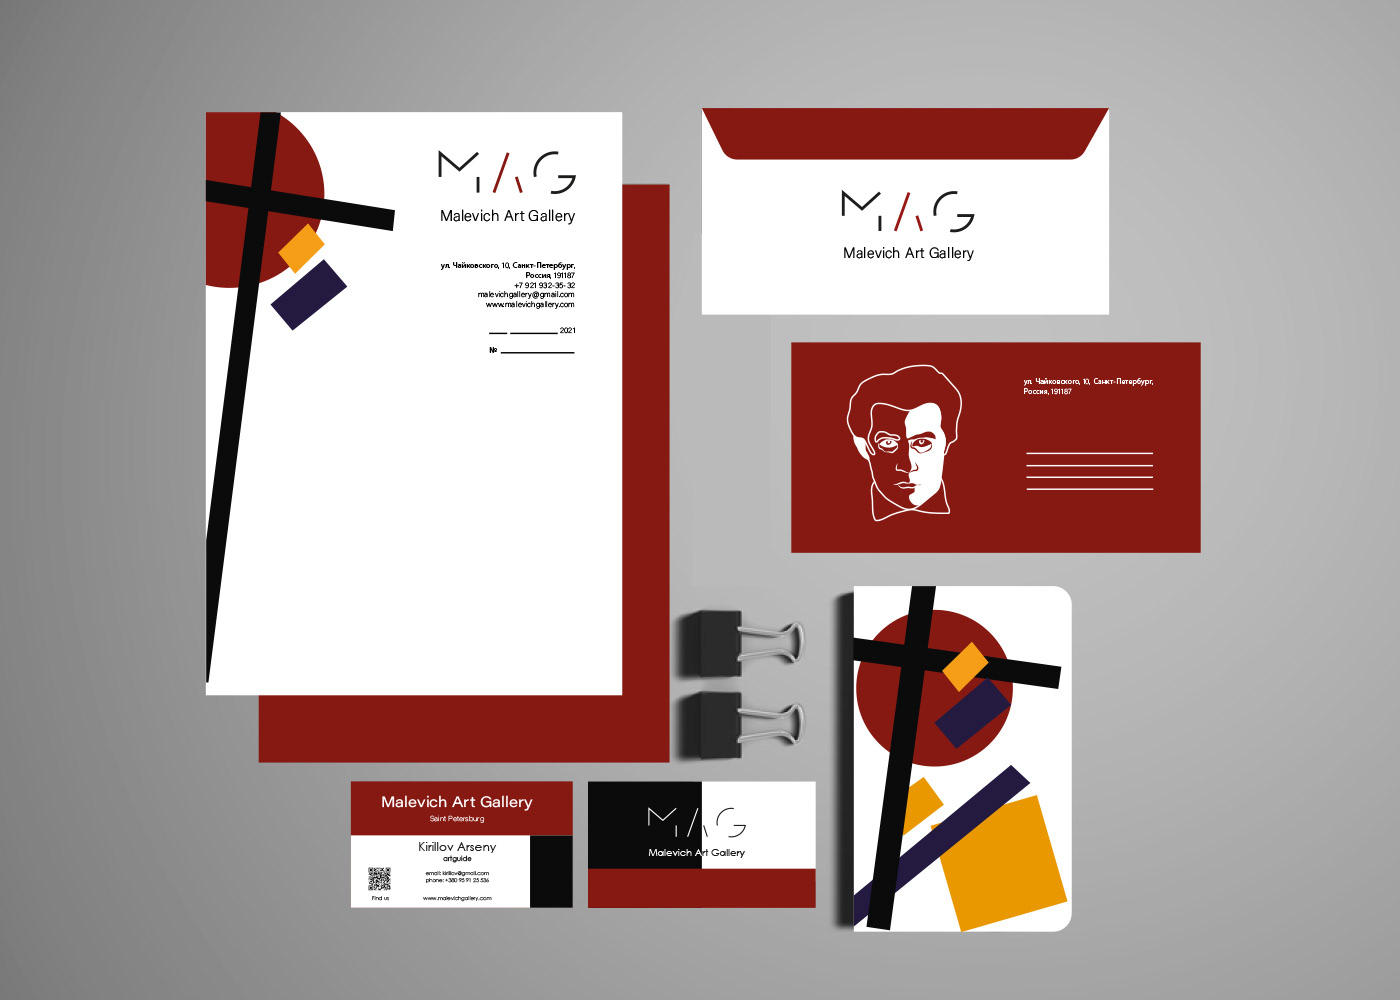 MAG
Malevich Art Gallery
ул. Чайковского, 10, Санкт-Петербург,
Россия, 191187
+7 921 932-35-32
malevichgallery@gmail.com
www.malevichgallery.com
___ ________ 2021
№ ____________
MAG
Malevich Art Gallery
ул. Чайковского, 10, Санкт-Петербург,
Россия, 191187
Malevich Art Gallery
Saint Petersburg
Kirillov Arseny
artguide
email: kirillov@gmail.com
phone: +380 95 91 25 536
Find us
www.malevichgallery.com
MAG
Malevich Art Gallery